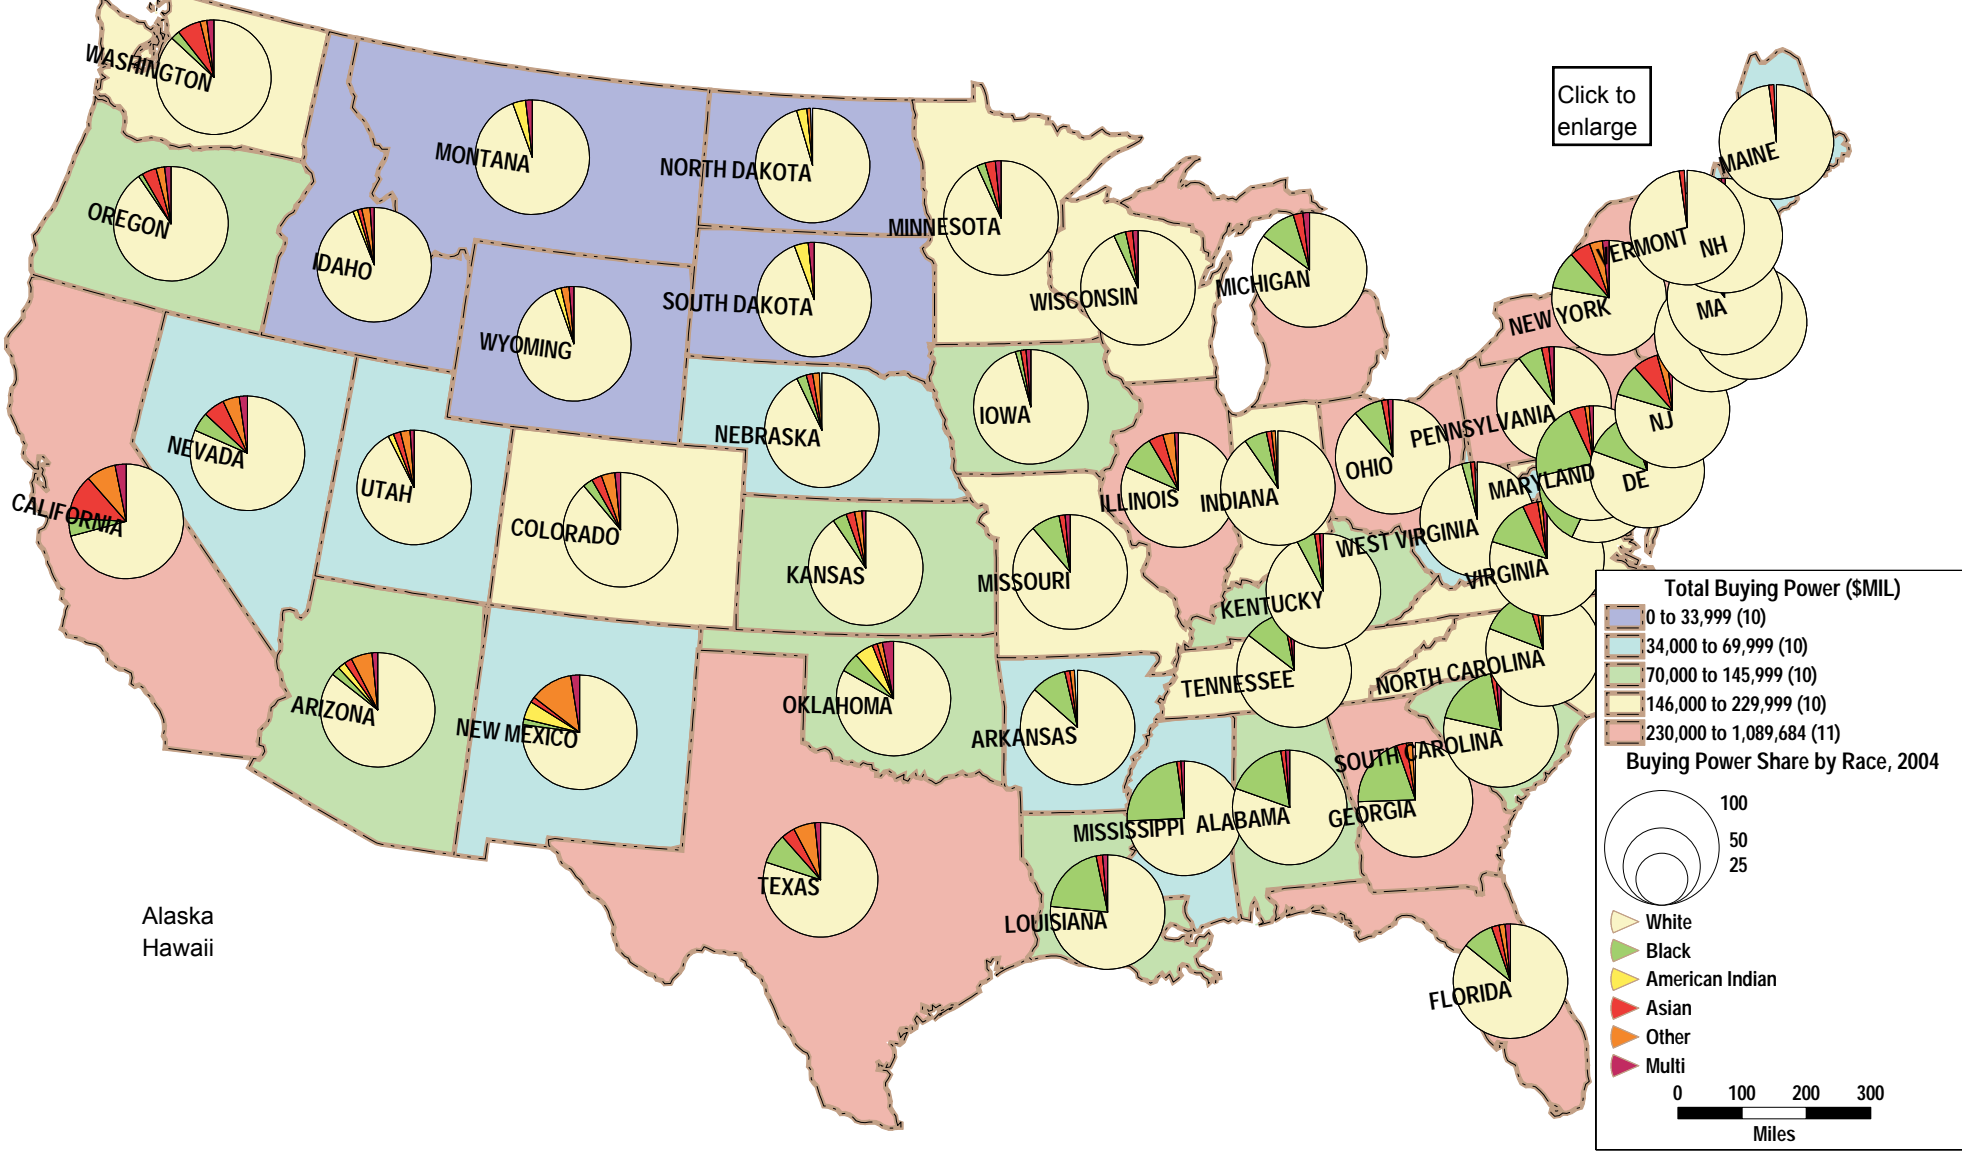 WASHINGTON
MONTANA
NORTH DAKOTA
MINNESOTA
Click to
enlarge
MAINE
OREGON
IDAHO
WYOMING
SOUTH DAKOTA
WISCONSIN
MICHIGAN
VERMONT
NH
NEW YORK
MA
NEVADA
UTAH
COLORADO
NEBRASKA
IOWA
ILLINOIS
INDIANA
OHIO
PENNSYLVANIA
NJ
CALIFORNIA
KANSAS
MISSOURI
KENTUCKY
WEST VIRGINIA
VIRGINIA
MARYLAND
DE
ARIZONA
NEW MEXICO
OKLAHOMA
ARKANSAS
TENNESSEE
NORTH CAROLINA
SOUTH CAROLINA
TEXAS
LOUISIANA
MISSISSIPPI
ALABAMA
GEORGIA
FLORIDA
Alaska
Hawaii
Total Buying Power ($MIL)
0 to 33,999 (10)
34,000 to 69,999 (10)
70,000 to 145,999 (10)
146,000 to 229,999 (10)
230,000 to 1,089,684 (11)
Buying Power Share by Race, 2004
100
50
25
White
Black
American Indian
Asian
Other
Multi
0 100 200 300
Miles